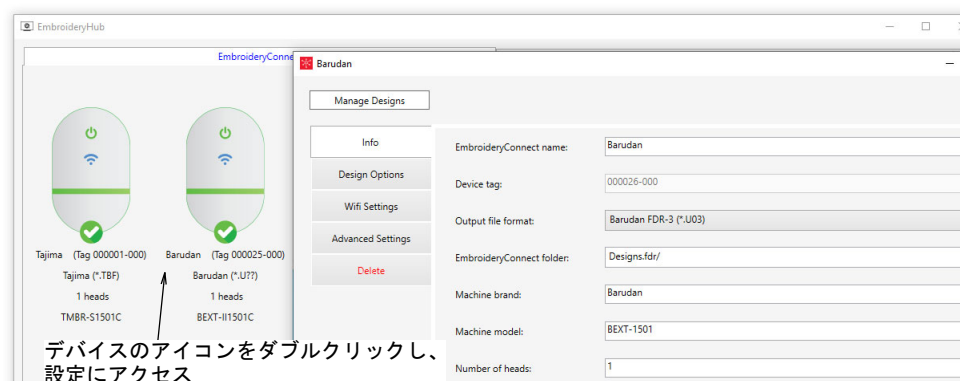 EmbroideryHub
EmbroideryConne
Barudan
Manage Designs
Info
Design Options
Wifi Settings
Advanced Settings
Delete
EmbroideryConnect name:
Barudan
Device tag:
000026-000
Output file format:
Barudan FDR-3 (*.U03)
EmbroideryConnect folder:
Designs.fdr/
Machine brand:
Barudan
Machine model:
BEXT-1501
Number of heads:
1
Tajima (Tag 000001-000)
Tajima (*.TBF)
1 heads
TMBR-S1501C
Barudan (Tag 000025-000)
Barudan (*.U??)
1 heads
BEXT-II1501C
デバイスのアイコンをダブルクリックし、
設定にアクセス